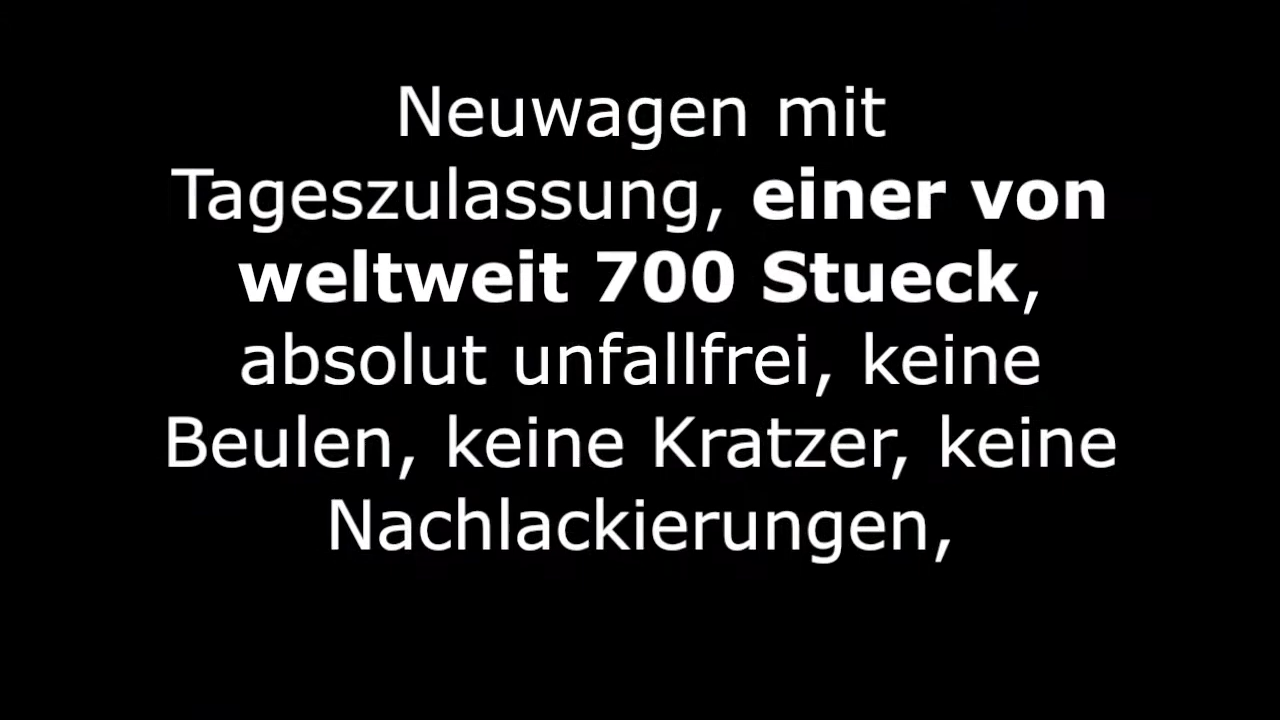 Neuwagen mit
Tageszulassung, einer von
weltweit 700 Stueck,
absolut unfallfrei, keine
Beulen, keine Kratzer, keine
Nachlackierungen,